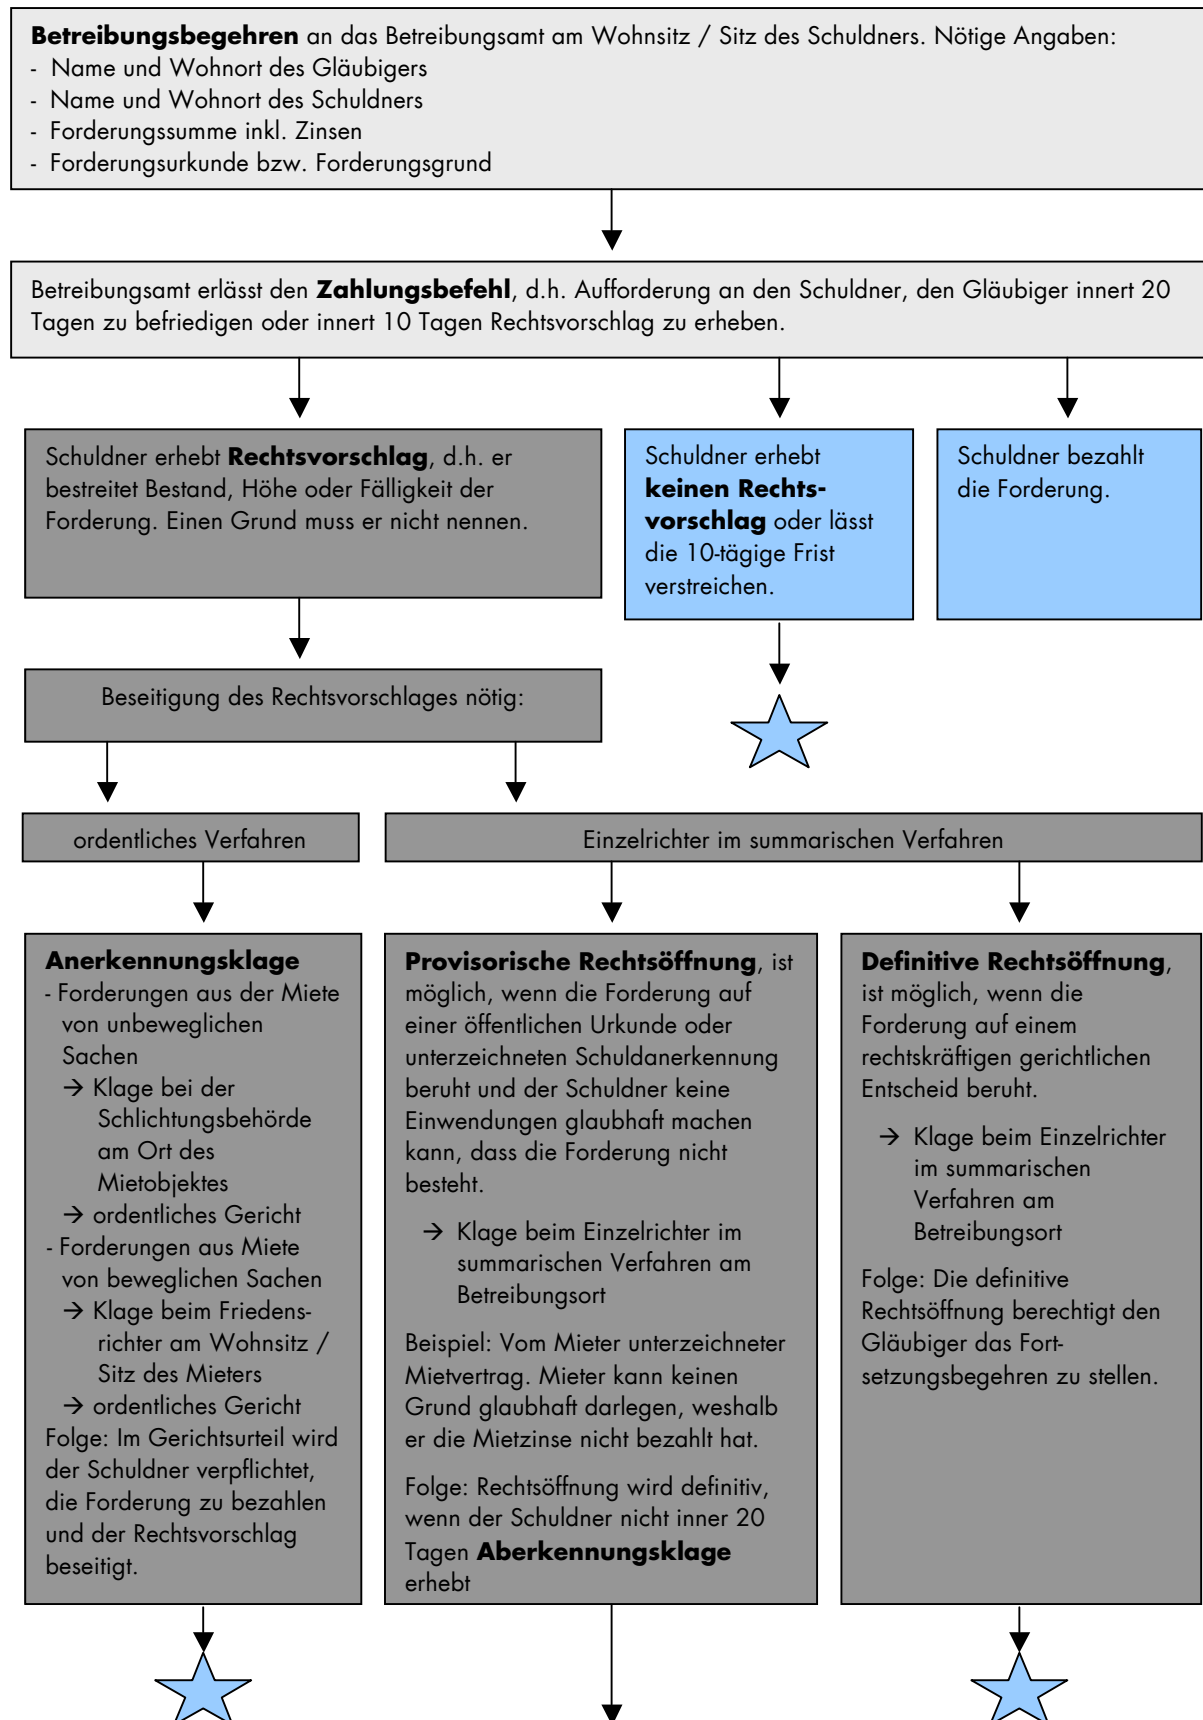 Betreibungsbegehren an das Betreibungsamt am Wohnsitz / Sitz des Schuldners. Nötige Angaben:
- Name und Wohnort des Gläubigers
- Name und Wohnort des Schuldners
- Forderungssumme inkl. Zinsen
- Forderungsurkunde bzw. Forderungsgrund
Betreibungsamt erlässt den Zahlungsbefehl, d.h. Aufforderung an den Schuldner, den Gläubiger innert 20
Tagen zu befriedigen oder innert 10 Tagen Rechtsvorschlag zu erheben.
Schuldner erhebt Rechtsvorschlag, d.h. er
bestreitet Bestand, Höhe oder Fälligkeit der
Forderung. Einen Grund muss er nicht nennen.
Schuldner erhebt
keinen Rechts-
vorschlag oder lässt
die 10-tägige Frist
verstreichen.
Schuldner bezahlt
die Forderung.
Beseitigung des Rechtsvorschlages nötig:
ordentliches Verfahren
Einzelrichter im summarischen Verfahren
Anerkennungsklage
- Forderungen aus der Miete
von unbeweglichen
Sachen
→ Klage bei der
Schlichtungsbehörde
am Ort des
Mietobjektes
→ ordentliches Gericht
- Forderungen aus Miete
von beweglichen Sachen
→ Klage beim Friedens-
richter am Wohnsitz /
Sitz des Mieters
→ ordentliches Gericht
Folge: Im Gerichtsurteil wird
der Schuldner verpflichtet,
die Forderung zu bezahlen
und der Rechtsvorschlag
beseitigt.
Provisorische Rechtsöffnung, ist
möglich, wenn die Forderung auf
einer öffentlichen Urkunde oder
unterzeichneten Schuldanerkennung
beruht und der Schuldner keine
Einwendungen glaubhaft machen
kann, dass die Forderung nicht
besteht.
→ Klage beim Einzelrichter im
summarischen Verfahren am
Betreibungsort
Beispiel: Vom Mieter unterzeichneter
Mietvertrag. Mieter kann keinen
Grund glaubhaft darlegen, weshalb
er die Mietzinse nicht bezahlt hat.
Folge: Rechtsöffnung wird definitiv,
wenn der Schuldner nicht inner 20
Tagen Aberkennungsklage
erhebt
Definitive Rechtsöffnung,
ist möglich, wenn die
Forderung auf einem
rechtskräftigen gerichtlichen
Entscheid beruht.
→ Klage beim Einzelrichter
im summarischen
Verfahren am
Betreibungsort
Folge: Die definitive
Rechtsöffnung berechtigt den
Gläubiger das Fort-
setzungsbegehren zu stellen.